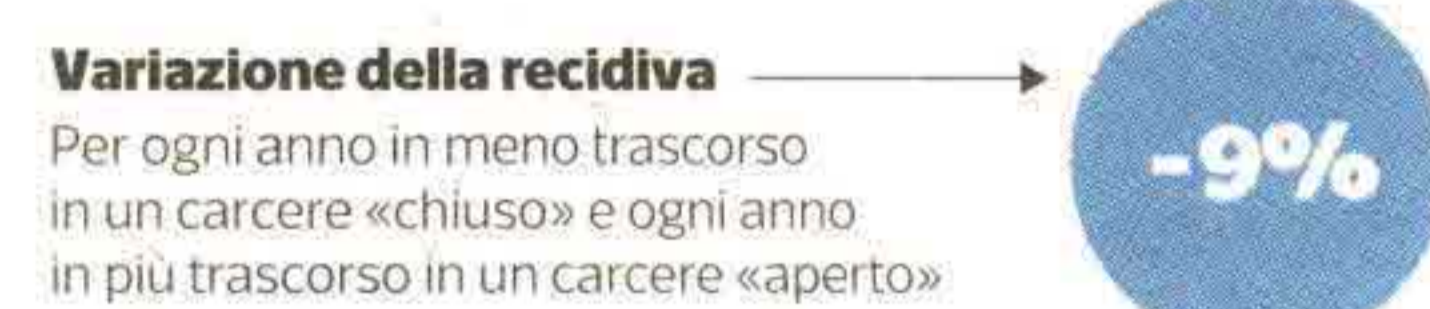 Variazione della recidiva
Per ogni anno in meno trascorso
in un carcere «chiuso» e ogni anno
in più trascorso in un carcere «aperto»
-9%